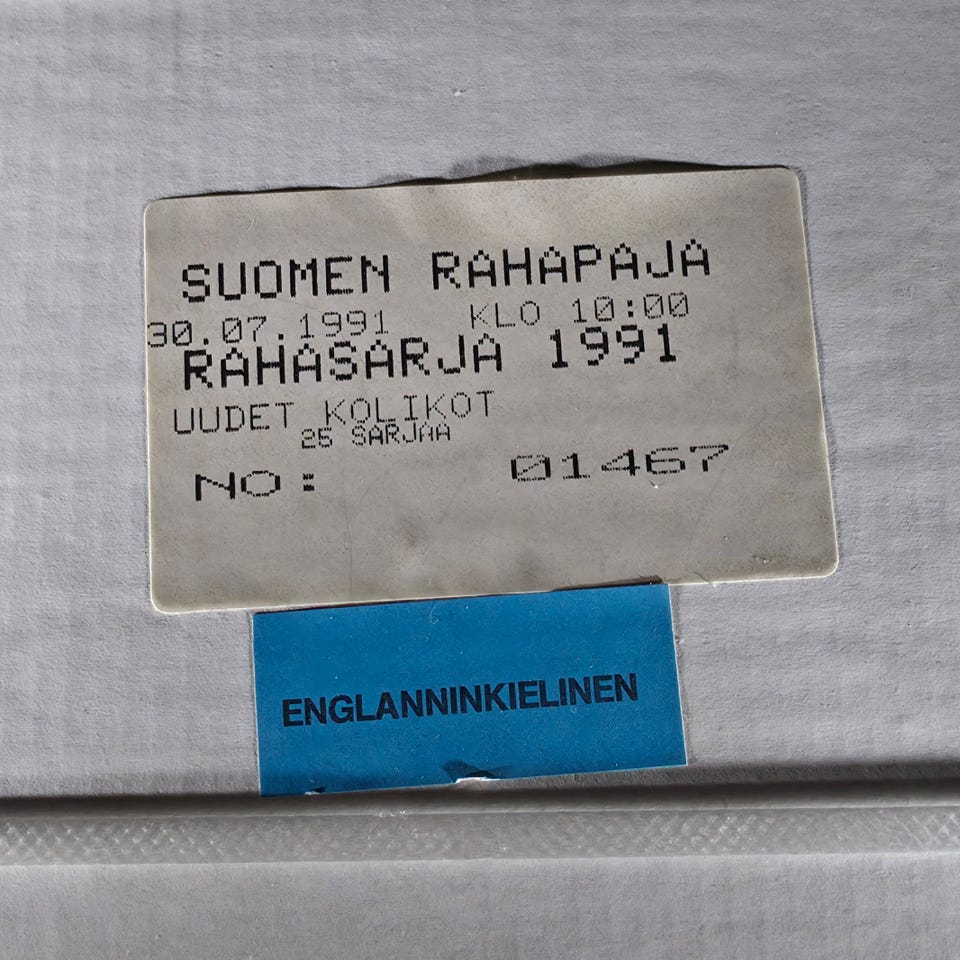 SUOMEN RAHAPAJA
30.07.1991 KLO 10:00
RAHASARJA 1991
UUDET KOLIKOT
25 SARJAA
NO: 01467
ENGLANNINKIELINEN